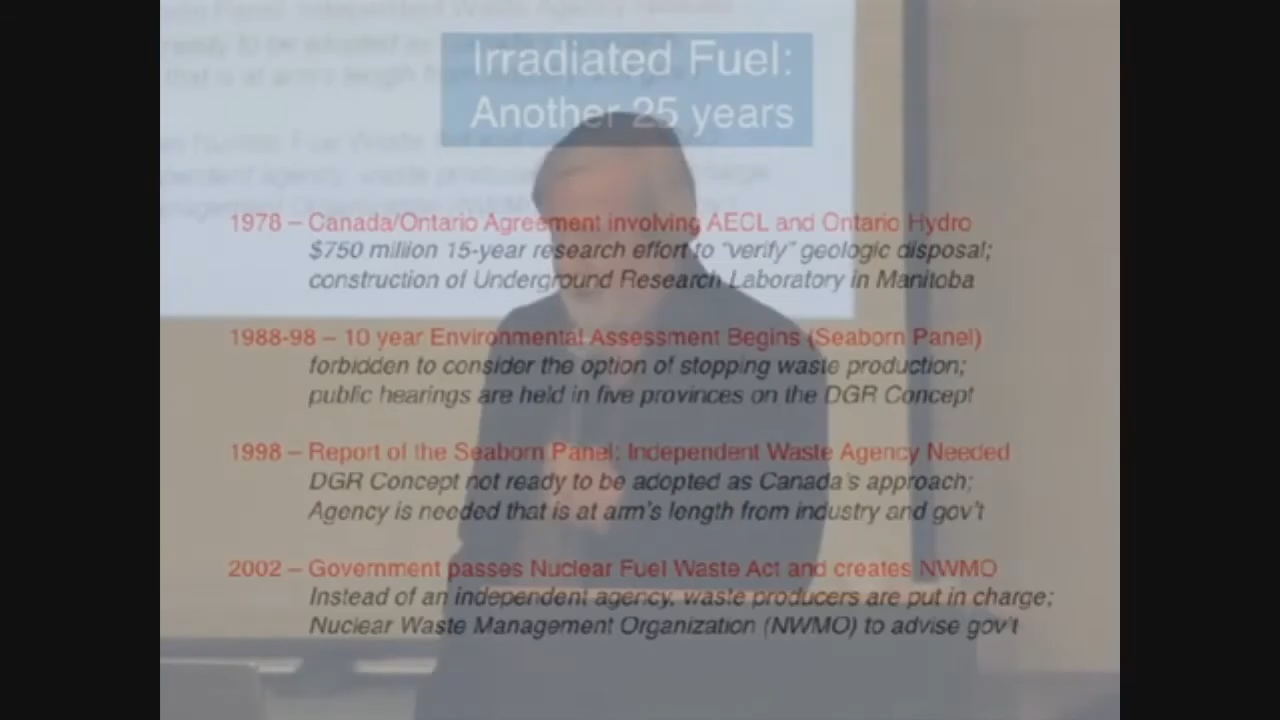 Irradiated Fuel:
Another 25 years
1978 – Canada/Ontario Agreement involving AECL and Ontario Hydro
$750 million 15-year research effort to “verify” geologic disposal;
construction of Underground Research Laboratory in Manitoba
1988-98 – 10 year Environmental Assessment Begins (Seaborn Panel)
forbidden to consider the option of stopping waste production;
public hearings are held in five provinces on the DGR Concept
1998 – Report of the Seaborn Panel: Independent Waste Agency Needed
DGR Concept not ready to be adopted as Canada's approach;
Agency is needed that is at arm's length from industry and gov't
2002 – Government passes Nuclear Fuel Waste Act and creates NWMO
Instead of an independent agency, waste producers are put in charge;
Nuclear Waste Management Organization (NWMO) to advise gov't